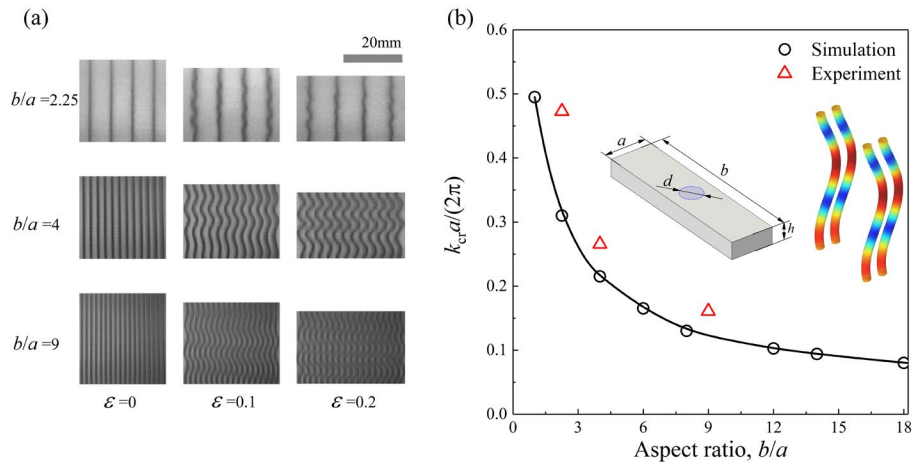 (a)
20mm
b/a =2.25
b/a =4
b/a =9
ε =0
ε =0.1
ε =0.2
(b)
0.6
0.5
0.4
0.3
0.2
0.1
0.0
k_cr a/(2π)
Simulation
Experiment
a
b
d
h
0 3 6 9 12 15 18
Aspect ratio, b/a